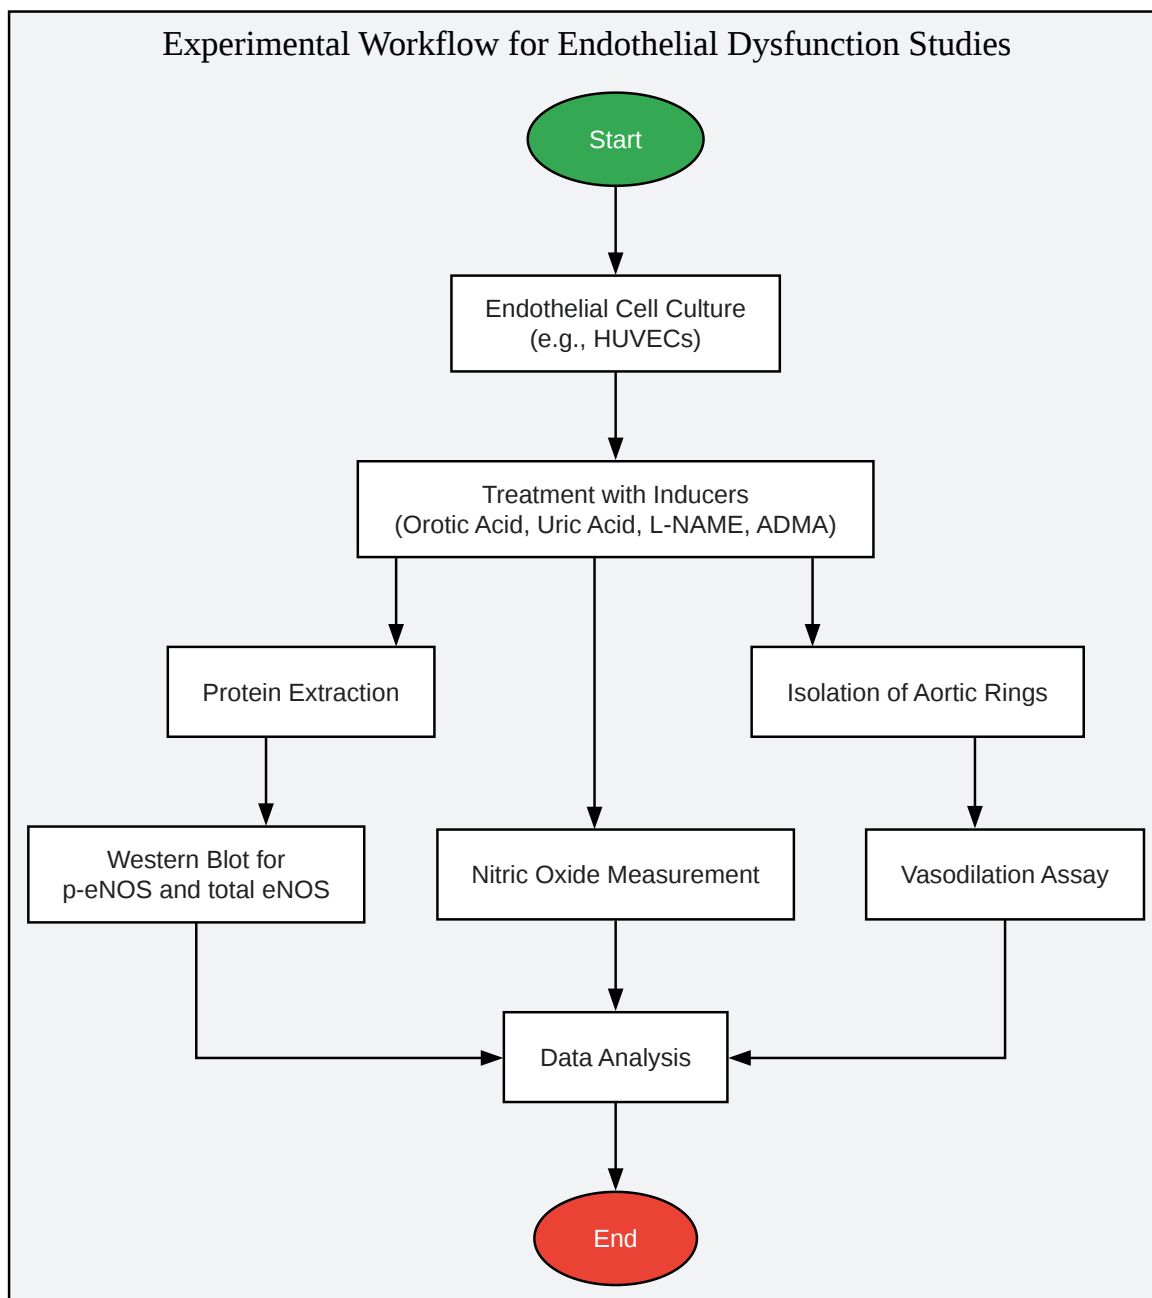 Experimental Workflow for Endothelial Dysfunction Studies
Start
Endothelial Cell Culture
(e.g., HUVECs)
Treatment with Inducers
(Orotic Acid, Uric Acid, L-NAME, ADMA)
Protein Extraction
Isolation of Aortic Rings
Western Blot for
p-eNOS and total eNOS
Nitric Oxide Measurement
Vasodilation Assay
Data Analysis
End